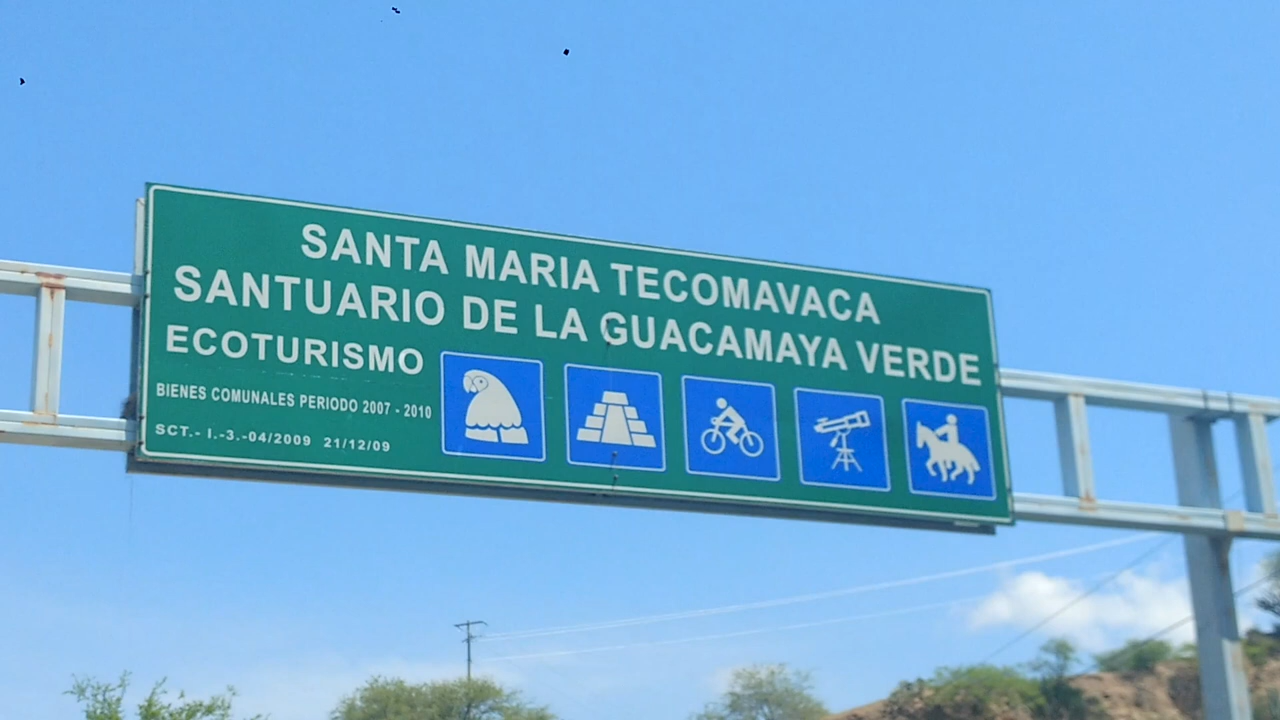 SANTA MARIA TECOMAVACA
SANTUARIO DE LA GUACAMAYA VERDE
ECOTURISMO
BIENES COMUNALES PERIODO 2007 - 2010
SCT.- I.-3.-04/2009 21/12/09